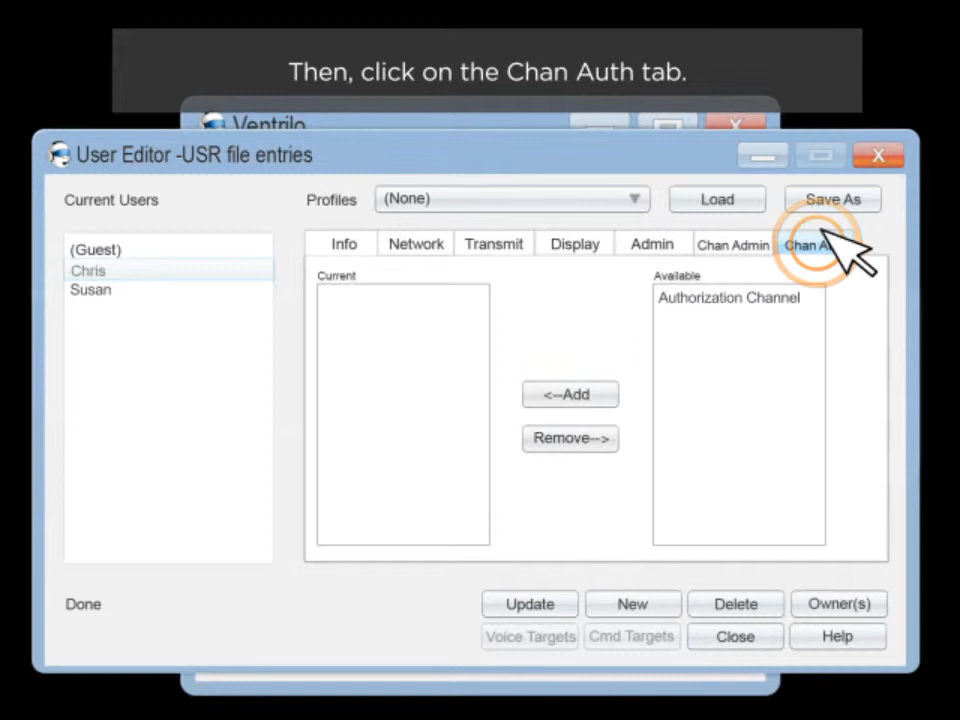 Then, click on the Chan Auth tab.
Ventrilo
X
User Editor -USR file entries
X
Current Users
Profiles
(None)
Load
Save As
(Guest)
Chris
Susan
Info
Network
Transmit
Display
Admin
Chan Admin
Chan
Current
Available
Authorization Channel
<--Add
Remove-->
Done
Update
New
Delete
Owner(s)
Voice Targets
Cmd Targets
Close
Help